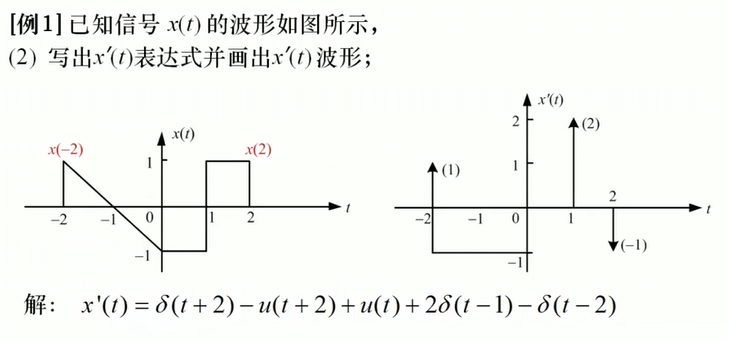 [例1]已知信号 x(t) 的波形如图所示，
(2) 写出x′(t)表达式并画出x′(t) 波形；
x(t)
x(−2)
x(2)
1
−2
−1
0
1
2
t
−1
x′(t)
2
(2)
1
(1)
2
−2
−1
0
1
t
(−1)
−1
解： x'(t) = δ(t+2) − u(t+2) + u(t) + 2δ(t−1) − δ(t−2)